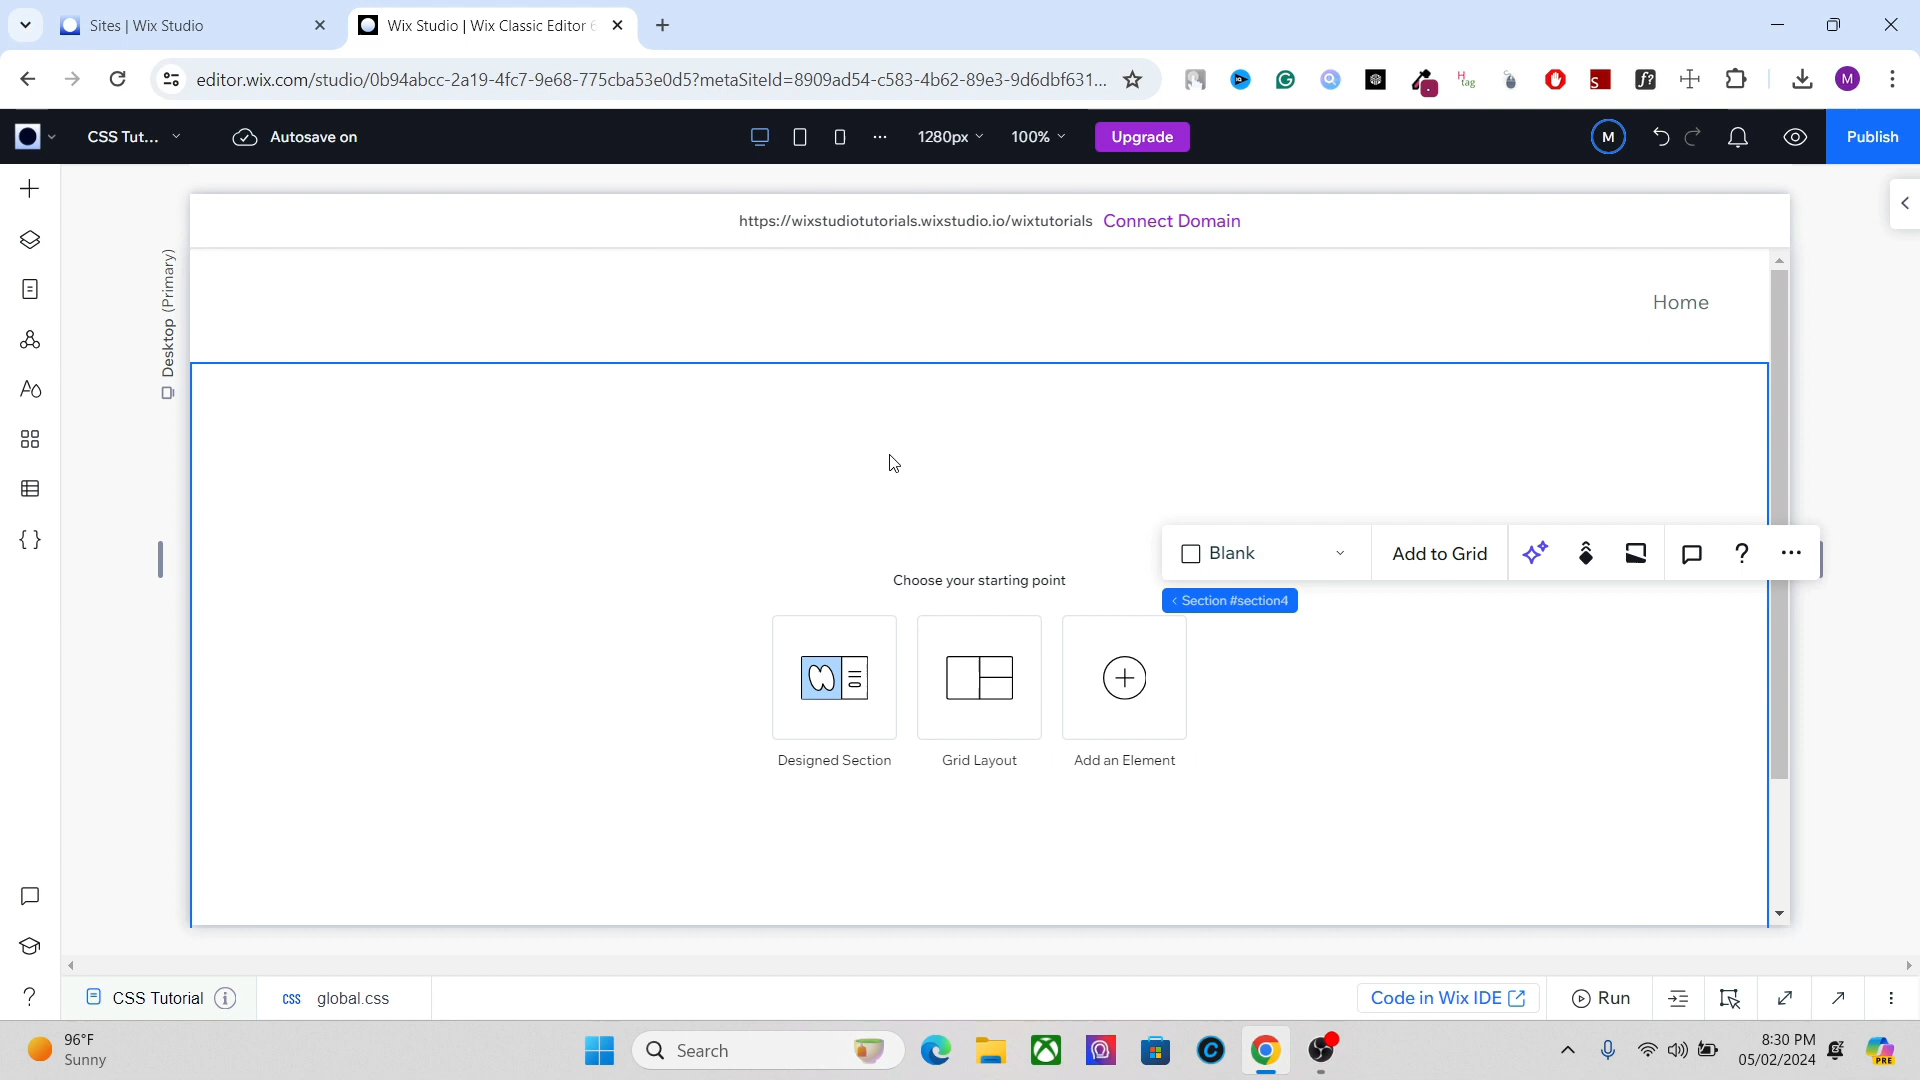 Sites | Wix Studio
Wix Studio | Wix Classic Editor
editor.wix.com/studio/0b94abcc-2a19-4fc7-9e68-775cba53e0d5?metaSiteId=8909ad54-c583-4b62-89e3-9d6dbf631...
H tag
S
f?
M
CSS Tut...
Autosave on
1280px
100%
Upgrade
M
Publish
https://wixstudiotutorials.wixstudio.io/wixtutorials Connect Domain
Desktop (Primary)
Home
Blank
Add to Grid
< Section #section4
Choose your starting point
Designed Section
Grid Layout
Add an Element
CSS Tutorial
css global.css
Code in Wix IDE
Run
96°F
Sunny
Search
8:30 PM
05/02/2024
PRE